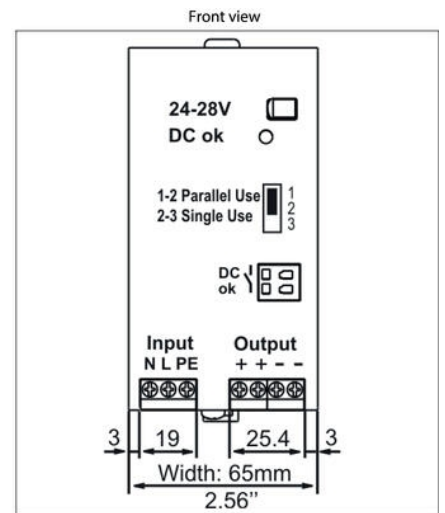 Front view
24-28V
DC ok
1-2 Parallel Use
2-3 Single Use
1
2
3
DC
ok
Input
N L PE
Output
+ + - -
3
19
25.4
3
Width: 65mm
2.56’’